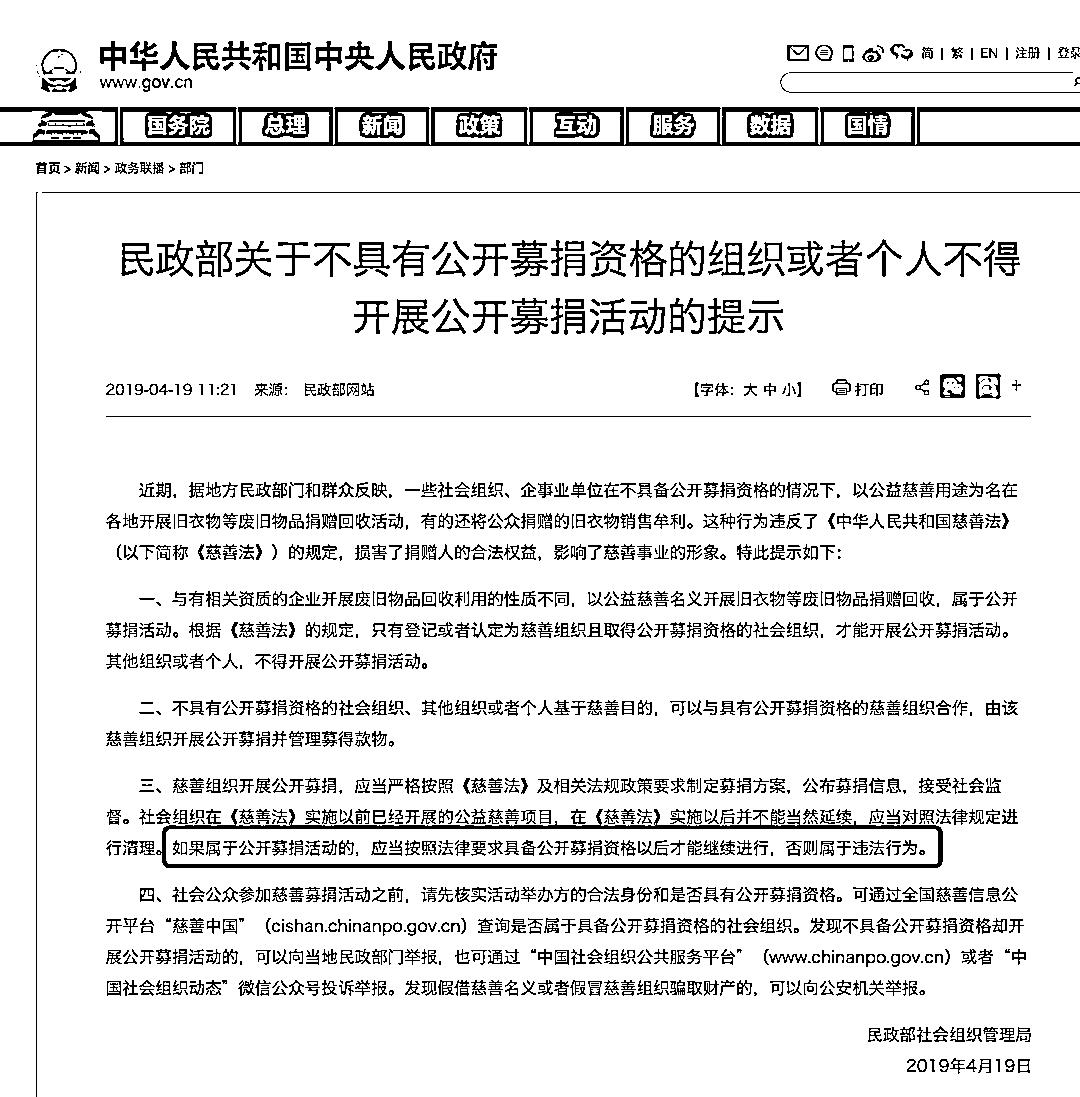 中华人民共和国中央人民政府
www.gov.cn
简 | 繁 | EN | 注册 | 登录
国务院 总理 新闻 政策 互动 服务 数据 国情
首页 > 新闻 > 政务联播 > 部门
民政部关于不具有公开募捐资格的组织或者个人不得
开展公开募捐活动的提示
2019-04-19 11:21 来源： 民政部网站 【字体：大 中 小】 打印
近期，据地方民政部门和群众反映，一些社会组织、企事业单位在不具备公开募捐资格的情况下，以公益慈善用途为名在
各地开展旧衣物等废旧物品捐赠回收活动，有的还将公众捐赠的旧衣物销售牟利。这种行为违反了《中华人民共和国慈善法》
（以下简称《慈善法》）的规定，损害了捐赠人的合法权益，影响了慈善事业的形象。特此提示如下：
一、与有相关资质的企业开展废旧物品回收利用的性质不同，以公益慈善名义开展旧衣物等废旧物品捐赠回收，属于公开
募捐活动。根据《慈善法》的规定，只有登记或者认定为慈善组织且取得公开募捐资格的社会组织，才能开展公开募捐活动。
其他组织或者个人，不得开展公开募捐活动。
二、不具有公开募捐资格的社会组织、其他组织或者个人基于慈善目的，可以与具有公开募捐资格的慈善组织合作，由该
慈善组织开展公开募捐并管理募得款物。
三、慈善组织开展公开募捐，应当严格按照《慈善法》及相关法规政策要求制定募捐方案，公布募捐信息，接受社会监
督。社会组织在《慈善法》实施以前已经开展的公益慈善项目，在《慈善法》实施以后并不能当然延续，应当对照法律规定进
行清理。如果属于公开募捐活动的，应当按照法律要求具备公开募捐资格以后才能继续进行，否则属于违法行为。
四、社会公众参加慈善募捐活动之前，请先核实活动举办方的合法身份和是否具有公开募捐资格。可通过全国慈善信息公
开平台“慈善中国”（cishan.chinanpo.gov.cn）查询是否属于具备公开募捐资格的社会组织。发现不具备公开募捐资格却开
展公开募捐活动的，可以向当地民政部门举报，也可通过“中国社会组织公共服务平台”（www.chinanpo.gov.cn）或者“中
国社会组织动态”微信公众号投诉举报。发现假借慈善名义或者假冒慈善组织骗取财产的，可以向公安机关举报。
民政部社会组织管理局
2019年4月19日